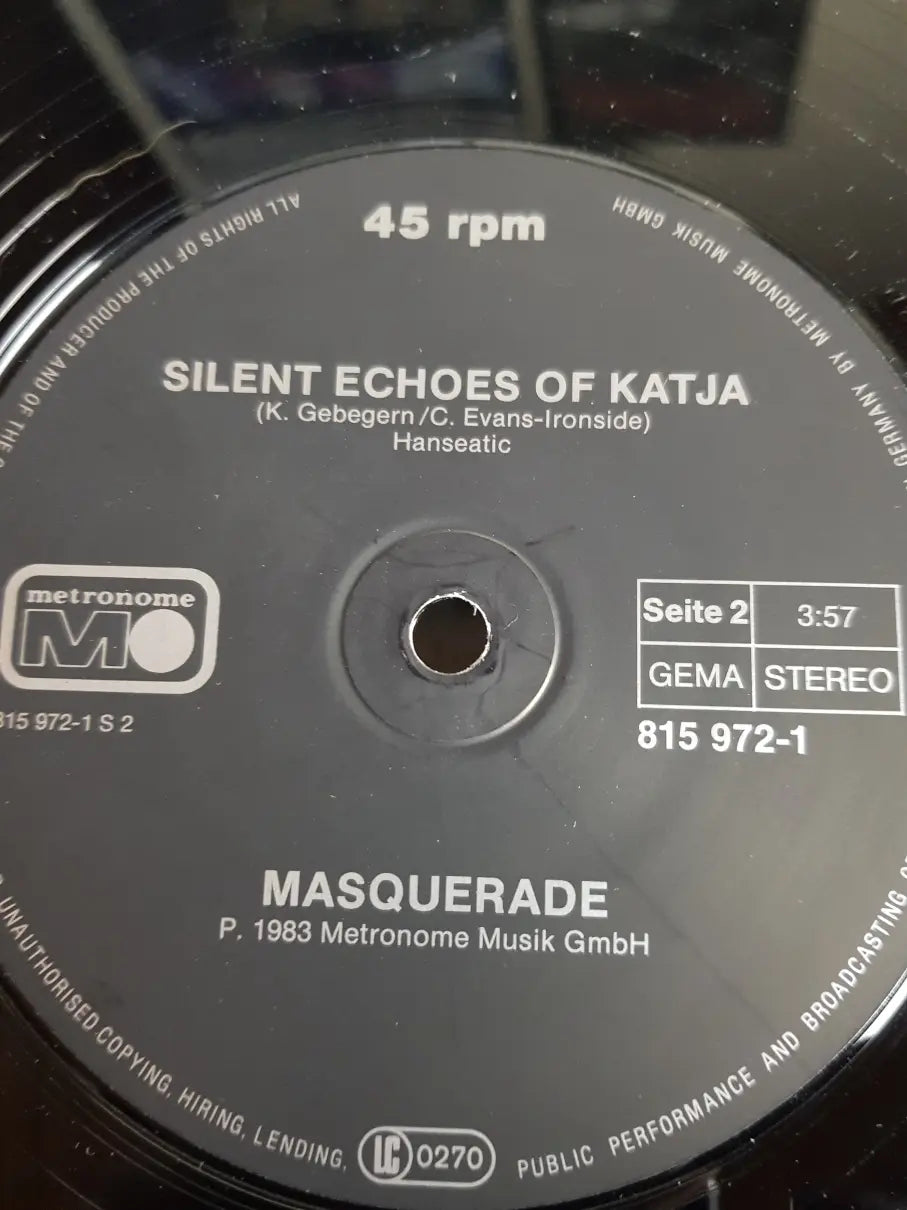 45 rpm
SILENT ECHOES OF KATJA
(K. Gebegern/C. Evans-Ironside)
Hanseatic
metronome
MO
815 972-1 S 2
Seite 2
3:57
GEMA
STEREO
815 972-1
MASQUERADE
P. 1983 Metronome Musik GmbH
ALL RIGHTS OF THE PRODUCER AND OF THE
UNAUTHORISED COPYING, HIRING, LENDING,
LC 0270
PUBLIC PERFORMANCE AND BROADCASTING
GERMANY BY METRONOME MUSIK GMBH